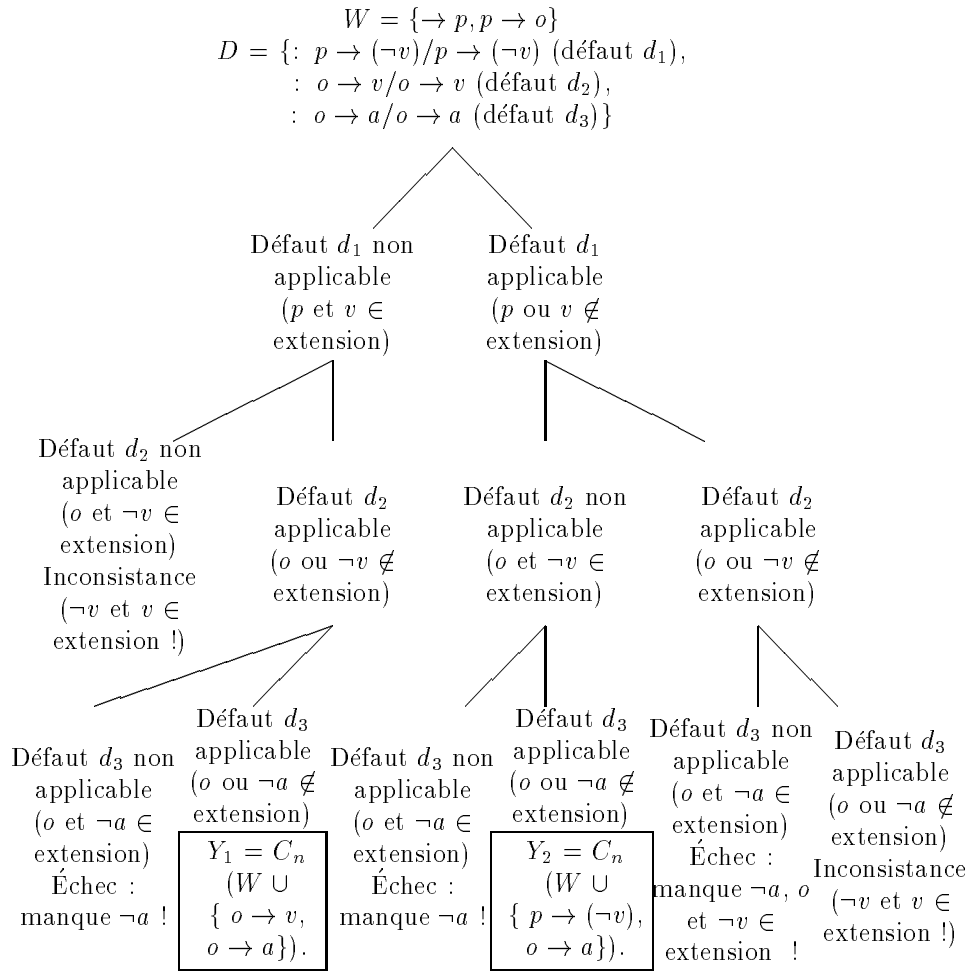 W = {→ p, p → o}
D = {: p → (¬v)/p → (¬v) (défaut d₁),
: o → v/o → v (défaut d₂),
: o → a/o → a (défaut d₃)}
Défaut d₁ non
applicable
(p et v ∈
extension)
Défaut d₁
applicable
(p ou v ∉
extension)
Défaut d₂ non
applicable
(o et ¬v ∈
extension)
Inconsistance
(¬v et v ∈
extension !)
Défaut d₂
applicable
(o ou ¬v ∉
extension)
Défaut d₂ non
applicable
(o et ¬v ∈
extension)
Défaut d₂
applicable
(o ou ¬v ∉
extension)
Défaut d₃ non
applicable
(o et ¬a ∈
extension)
Échec :
manque ¬a !
Défaut d₃
applicable
(o ou ¬a ∉
extension)
Y₁ = Cₙ
(W ∪
{ o → v,
o → a}).
Défaut d₃ non
applicable
(o et ¬a ∈
extension)
Échec :
manque ¬a !
Défaut d₃
applicable
(o ou ¬a ∉
extension)
Y₂ = Cₙ
(W ∪
{ p → (¬v),
o → a}).
Défaut d₃ non
applicable
(o et ¬a ∈
extension)
Échec :
manque ¬a, o
et ¬v ∈
extension !
Défaut d₃
applicable
(o ou ¬a ∉
extension)
Inconsistance
(¬v et v ∈
extension !)